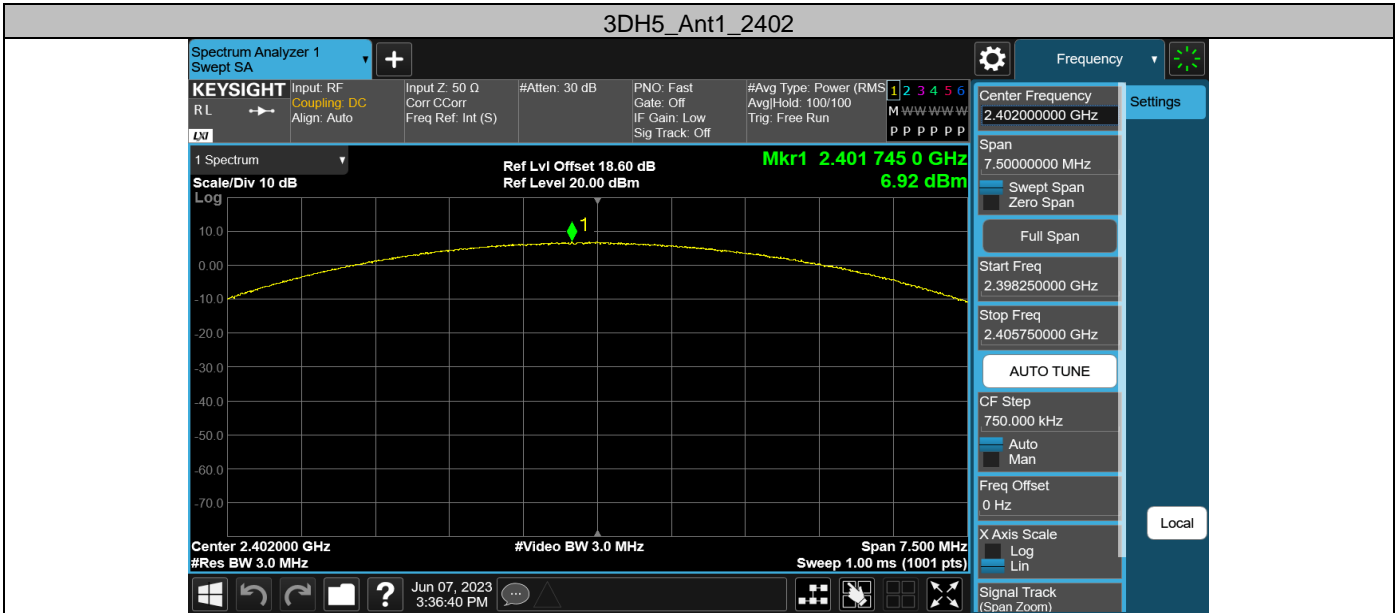 3DH5_Ant1_2402
Spectrum Analyzer 1
Swept SA
+
Frequency
KEYSIGHT
R L
LXI
Input: RF
Coupling: DC
Align: Auto
Input Z: 50 Ω
Corr CCorr
Freq Ref: Int (S)
#Atten: 30 dB
PNO: Fast
Gate: Off
IF Gain: Low
Sig Track: Off
#Avg Type: Power (RMS
Avg|Hold: 100/100
Trig: Free Run
1 2 3 4 5 6
M W W W W W
P P P P P P
1 Spectrum
Scale/Div 10 dB
Ref Lvl Offset 18.60 dB
Ref Level 20.00 dBm
Mkr1 2.401 745 0 GHz
6.92 dBm
Log
1
10.0
0.00
-10.0
-20.0
-30.0
-40.0
-50.0
-60.0
-70.0
Center 2.402000 GHz
#Video BW 3.0 MHz
Span 7.500 MHz
#Res BW 3.0 MHz
Sweep 1.00 ms (1001 pts)
Center Frequency
2.402000000 GHz
Settings
Span
7.50000000 MHz
Swept Span
Zero Span
Full Span
Start Freq
2.398250000 GHz
Stop Freq
2.405750000 GHz
AUTO TUNE
CF Step
750.000 kHz
Auto
Man
Freq Offset
0 Hz
X Axis Scale
Log
Lin
Local
Signal Track
(Span Zoom)
?
Jun 07, 2023
3:36:40 PM